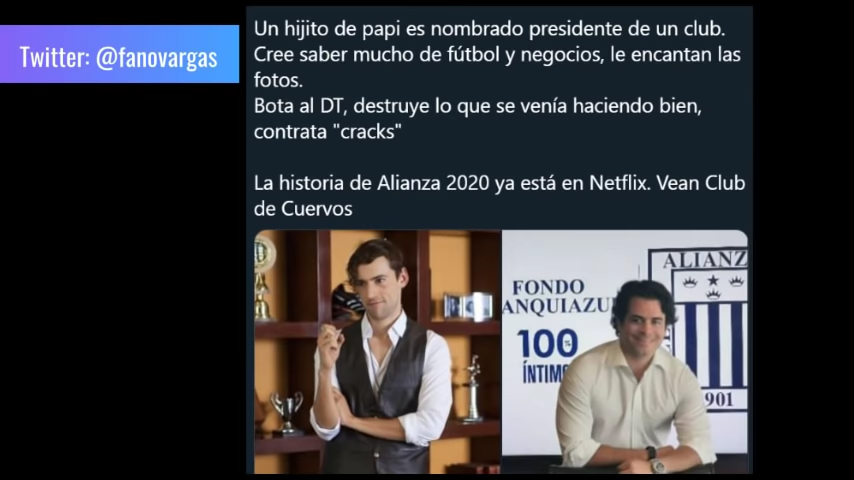 Twitter: @fanovargas
Un hijito de papi es nombrado presidente de un club.
Cree saber mucho de fútbol y negocios, le encantan las
fotos.
Bota al DT, destruye lo que se venía haciendo bien,
contrata "cracks"
La historia de Alianza 2020 ya está en Netflix. Vean Club
de Cuervos
ALIANZ
FONDO
ANQUIAZU
100%
ÍNTIM
901